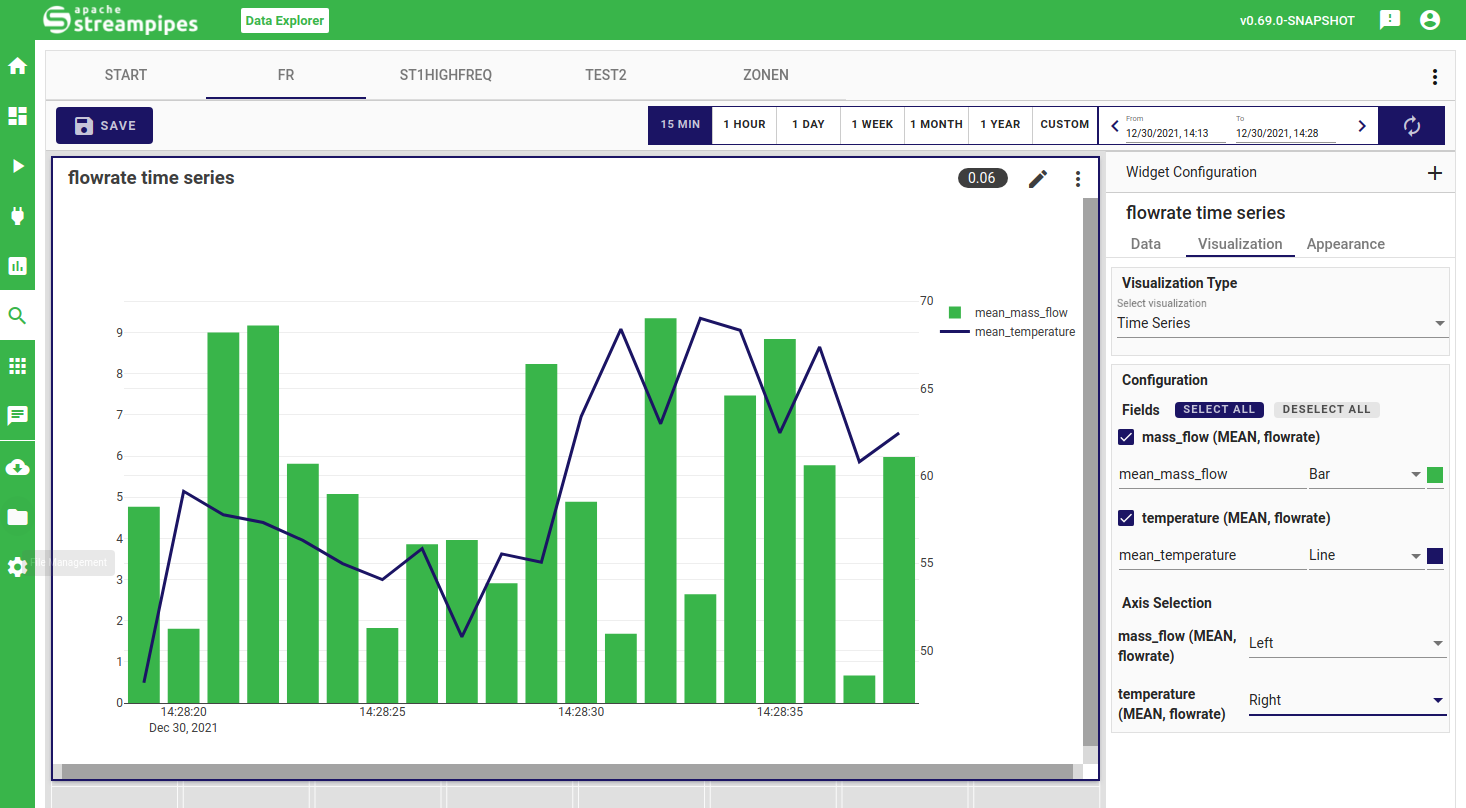 apache
streampipes
Data Explorer
v0.69.0-SNAPSHOT
START
FR
ST1HIGHFREQ
TEST2
ZONEN
SAVE
15 MIN
1 HOUR
1 DAY
1 WEEK
1 MONTH
1 YEAR
CUSTOM
From
12/30/2021, 14:13
To
12/30/2021, 14:28
flowrate time series
0.06
70
65
60
55
50
9
8
7
6
5
4
3
2
1
0
14:28:20
14:28:25
14:28:30
14:28:35
Dec 30, 2021
mean_mass_flow
mean_temperature
File Management
Widget Configuration
flowrate time series
Data
Visualization
Appearance
Visualization Type
Select visualization
Time Series
Configuration
Fields
SELECT ALL
DESELECT ALL
mass_flow (MEAN, flowrate)
mean_mass_flow
Bar
temperature (MEAN, flowrate)
mean_temperature
Line
Axis Selection
mass_flow (MEAN,
flowrate)
Left
temperature
(MEAN, flowrate)
Right